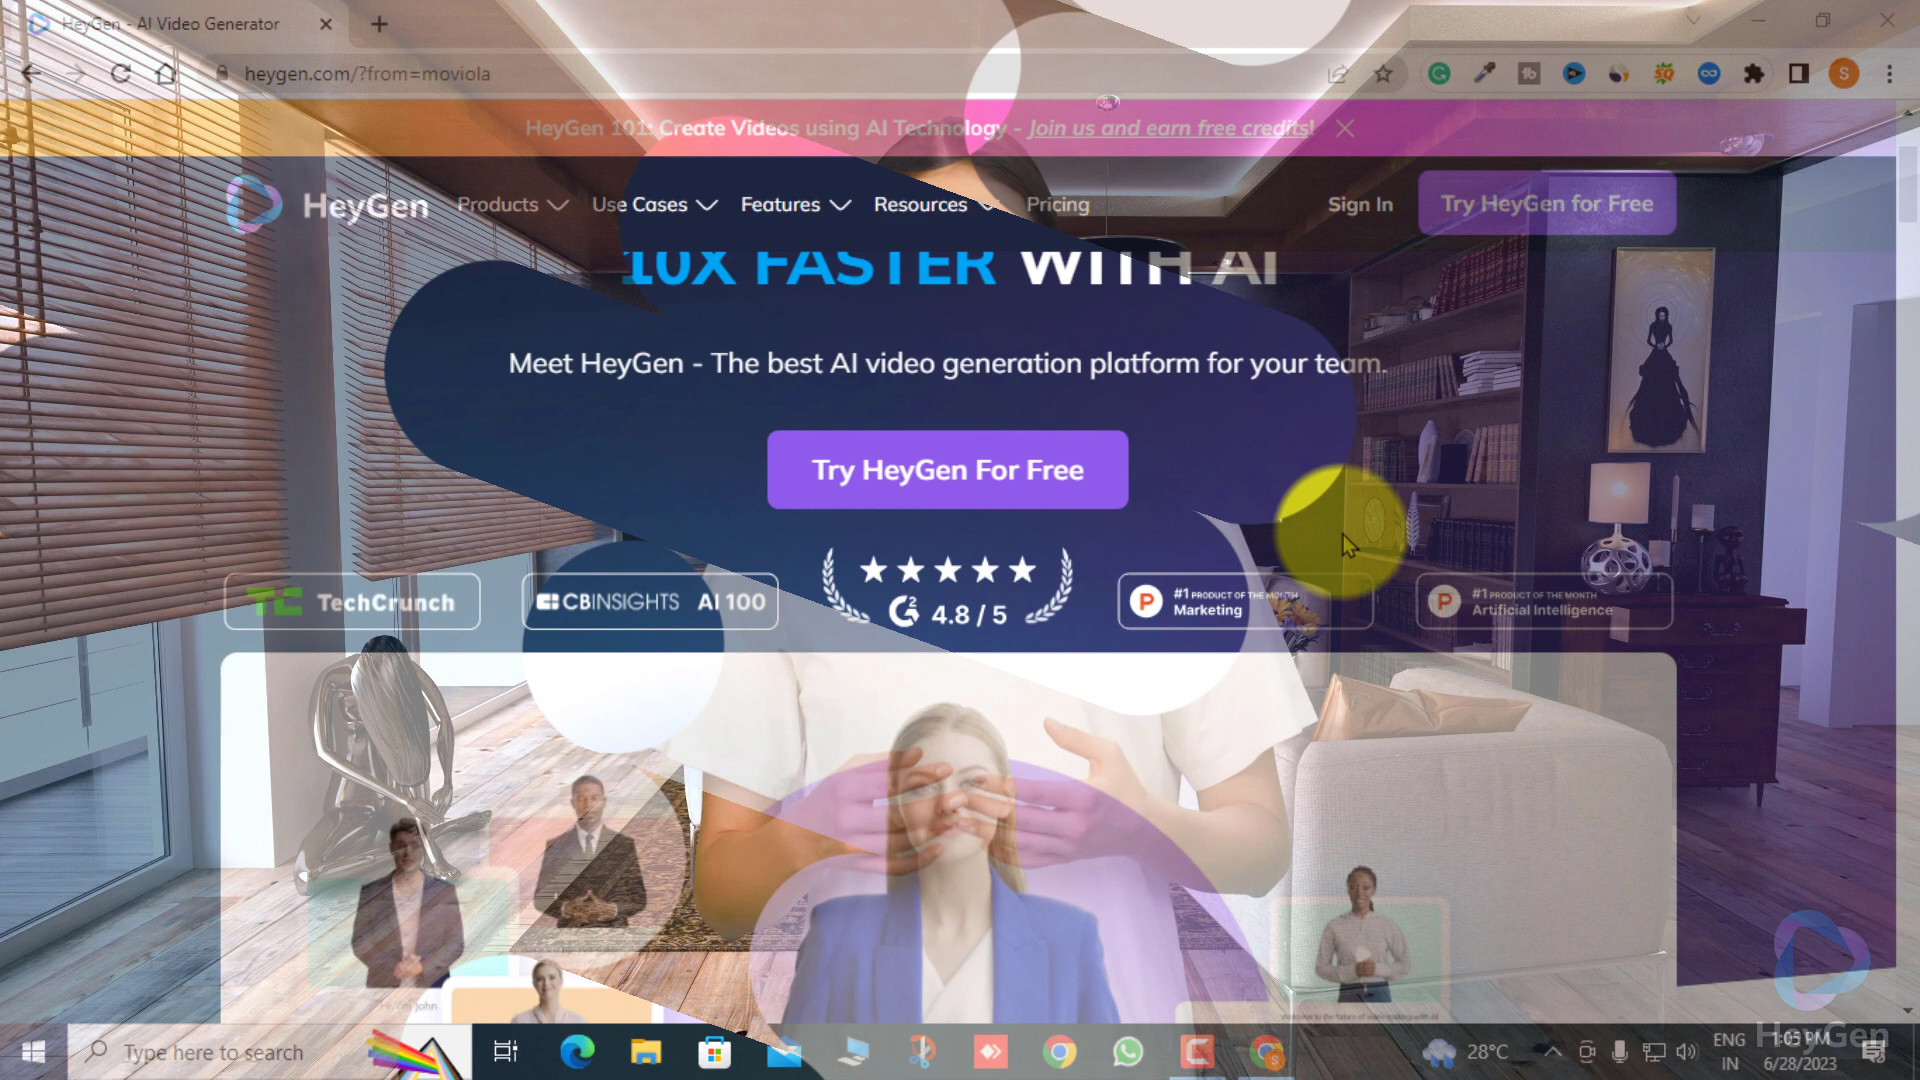 HeyGen - AI Video Generator
heygen.com/?from=moviola
HeyGen 101: Create Videos using AI Technology - Join us and earn free credits!
HeyGen
Products
Use Cases
Features
Resources
Pricing
Sign In
Try HeyGen for Free
10X FASTER WITH AI
Meet HeyGen - The best AI video generation platform for your team.
Try HeyGen For Free
TechCrunch
CBINSIGHTS AI 100
4.8 / 5
#1 PRODUCT OF THE MONTH
Marketing
#1 PRODUCT OF THE MONTH
Artificial Intelligence
Type here to search
28°C
ENG
IN
1:05 PM
6/28/2023
HeyGen